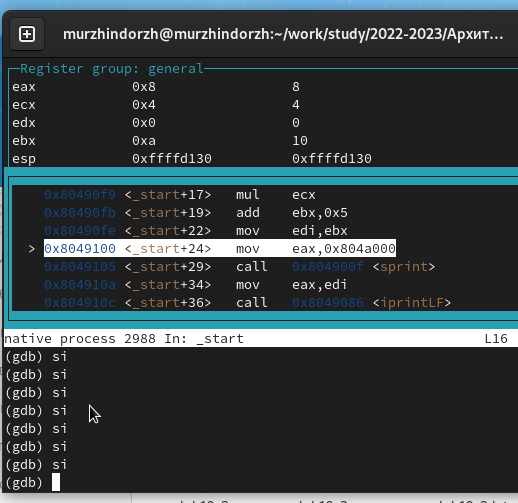 murzhindorzh@murzhindorzh:~/work/study/2022-2023/Архит...
Register group: general
eax 0x8 8
ecx 0x4 4
edx 0x0 0
ebx 0xa 10
esp 0xffffd130 0xffffd130
0x80490f9 <_start+17> mul ecx
0x80490fb <_start+19> add ebx,0x5
0x80490fe <_start+22> mov edi,ebx
> 0x8049100 <_start+24> mov eax,0x804a000
0x8049105 <_start+29> call 0x804900f <sprint>
0x804910a <_start+34> mov eax,edi
0x804910c <_start+36> call 0x8049086 <iprintLF>
native process 2988 In: _start L16
(gdb) si
(gdb) si
(gdb) si
(gdb) si
(gdb) si
(gdb) si
(gdb) si
(gdb)